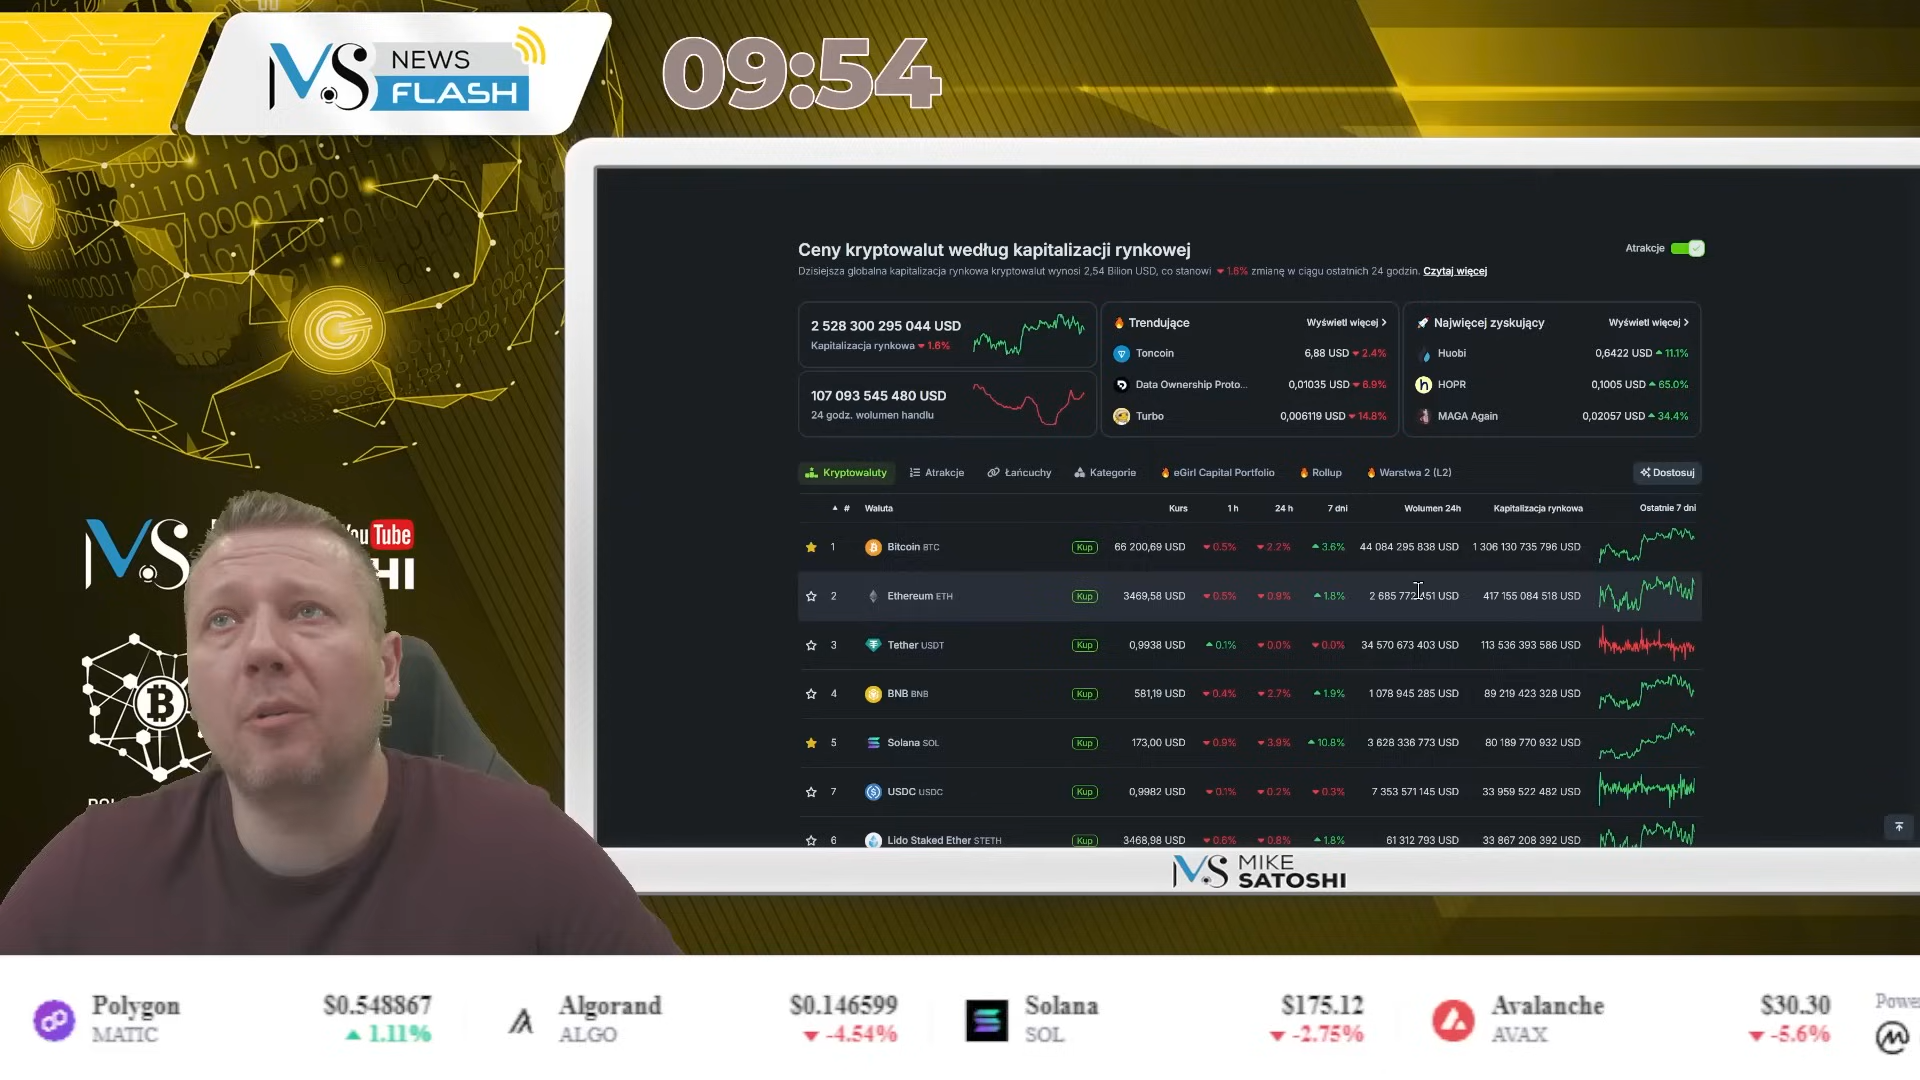 MS NEWS
FLASH
09:54
Ceny kryptowalut według kapitalizacji rynkowej
Atrakcje
Dzisiejsza globalna kapitalizacja rynkowa kryptowalut wynosi 2,54 Bilion USD, co stanowi ▼ 1.6% zmianę w ciągu ostatnich 24 godzin. Czytaj więcej
2 528 300 295 044 USD
Kapitalizacja rynkowa ▼ 1.6%
107 093 545 480 USD
24 godz. wolumen handlu
Trendujące Wyświetl więcej >
Toncoin 6,88 USD ▼ 2.4%
Data Ownership Proto... 0,01035 USD ▼ 6.9%
Turbo 0,006119 USD ▼ 14.8%
Najwięcej zyskujący Wyświetl więcej >
Huobi 0,6422 USD ▲ 11.1%
HOPR 0,1005 USD ▲ 65.0%
MAGA Again 0,02057 USD ▲ 34.4%
Kryptowaluty Atrakcje Łańcuchy Kategorie eGirl Capital Portfolio Rollup Warstwa 2 (L2) Dostosuj
▲ # Waluta Kurs 1 h 24 h 7 dni Wolumen 24h Kapitalizacja rynkowa Ostatnie 7 dni
1 Bitcoin BTC Kup 66 200,69 USD ▼ 0.5% ▼ 2.2% ▲ 3.6% 44 084 295 838 USD 1 306 130 735 796 USD
2 Ethereum ETH Kup 3469,58 USD ▼ 0.5% ▼ 0.9% ▲ 1.8% 2 685 772 451 USD 417 155 084 518 USD
3 Tether USDT Kup 0,9938 USD ▲ 0.1% ▼ 0.0% ▼ 0.0% 34 570 673 403 USD 113 536 393 586 USD
4 BNB BNB Kup 581,19 USD ▼ 0.4% ▼ 2.7% ▲ 1.9% 1 078 945 285 USD 89 219 423 328 USD
5 Solana SOL Kup 173,00 USD ▼ 0.9% ▼ 3.9% ▲ 10.8% 3 628 336 773 USD 80 189 770 932 USD
7 USDC USDC Kup 0,9982 USD ▼ 0.1% ▼ 0.2% ▼ 0.3% 7 353 571 145 USD 33 959 522 482 USD
6 Lido Staked Ether STETH Kup 3468,98 USD ▼ 0.6% ▼ 0.8% ▲ 1.8% 61 312 793 USD 33 867 208 392 USD
MS
YouTube
MS MIKE
SATOSHI
Polygon $0.548867
MATIC ▲ 1.11%
Algorand $0.146599
ALGO ▼ -4.54%
Solana $175.12
SOL ▼ -2.75%
Avalanche $30.30
AVAX ▼ -5.6%